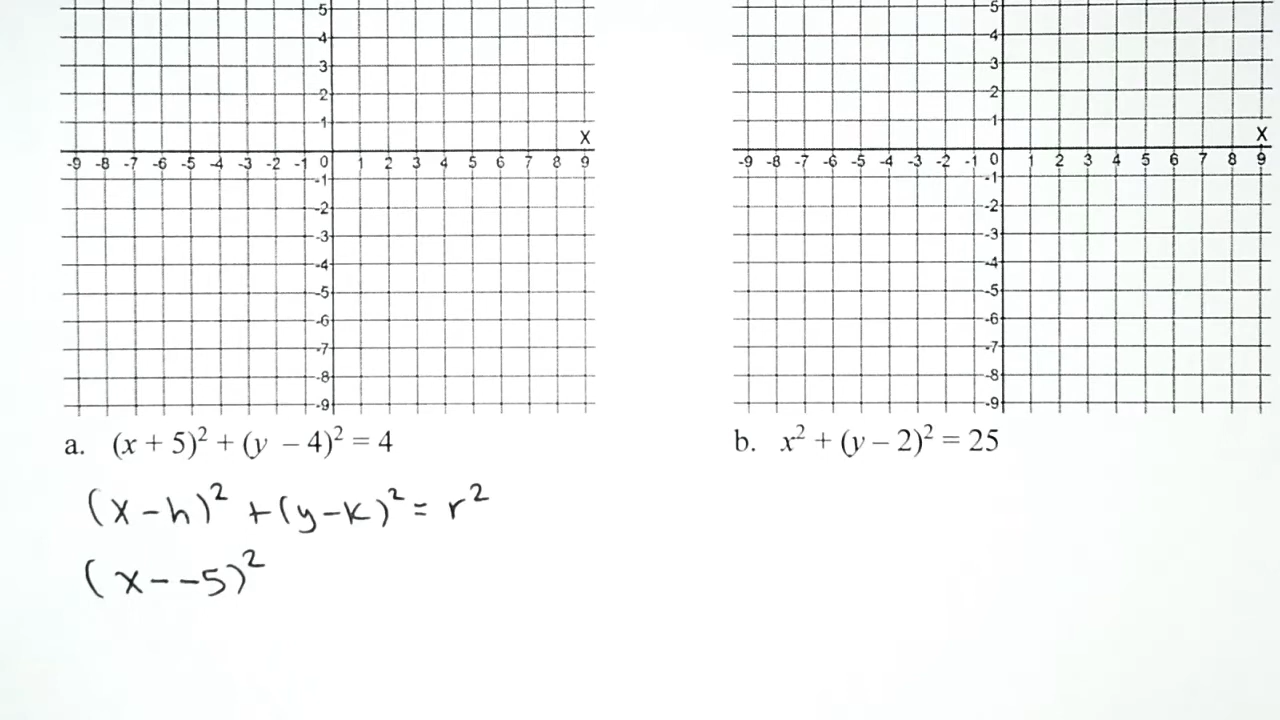 5 5
4 4
3 3
2 2
1 X 1 X
-9 -8 -7 -6 -5 -4 -3 -2 -1 0 1 2 3 4 5 6 7 8 9 -9 -8 -7 -6 -5 -4 -3 -2 -1 0 1 2 3 4 5 6 7 8 9
-1 -1
-2 -2
-3 -3
-4 -4
-5 -5
-6 -6
-7 -7
-8 -8
-9 -9
a. (x + 5)² + (y – 4)² = 4
b. x² + (y – 2)² = 25
(x-h)² + (y-k)² = r²
(x--5)²